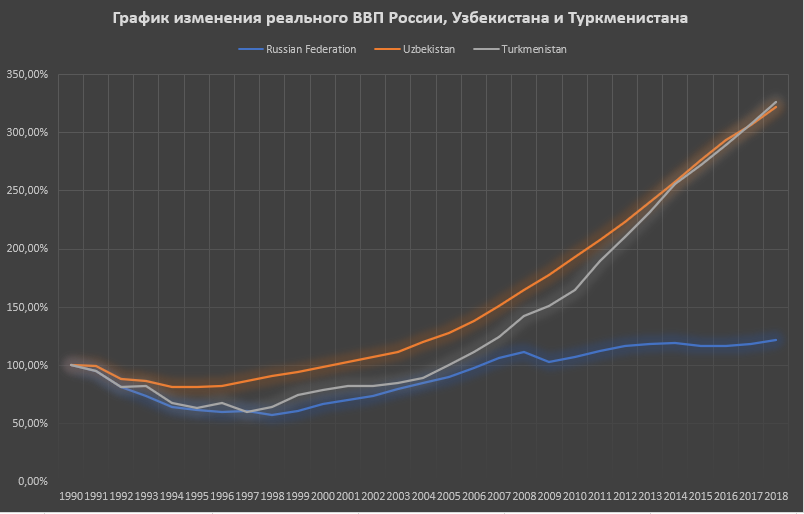 График изменения реального ВВП России, Узбекистана и Туркменистана
Russian Federation Uzbekistan Turkmenistan
350,00%
300,00%
250,00%
200,00%
150,00%
100,00%
50,00%
0,00%
1990 1991 1992 1993 1994 1995 1996 1997 1998 1999 2000 2001 2002 2003 2004 2005 2006 2007 2008 2009 2010 2011 2012 2013 2014 2015 2016 2017 2018